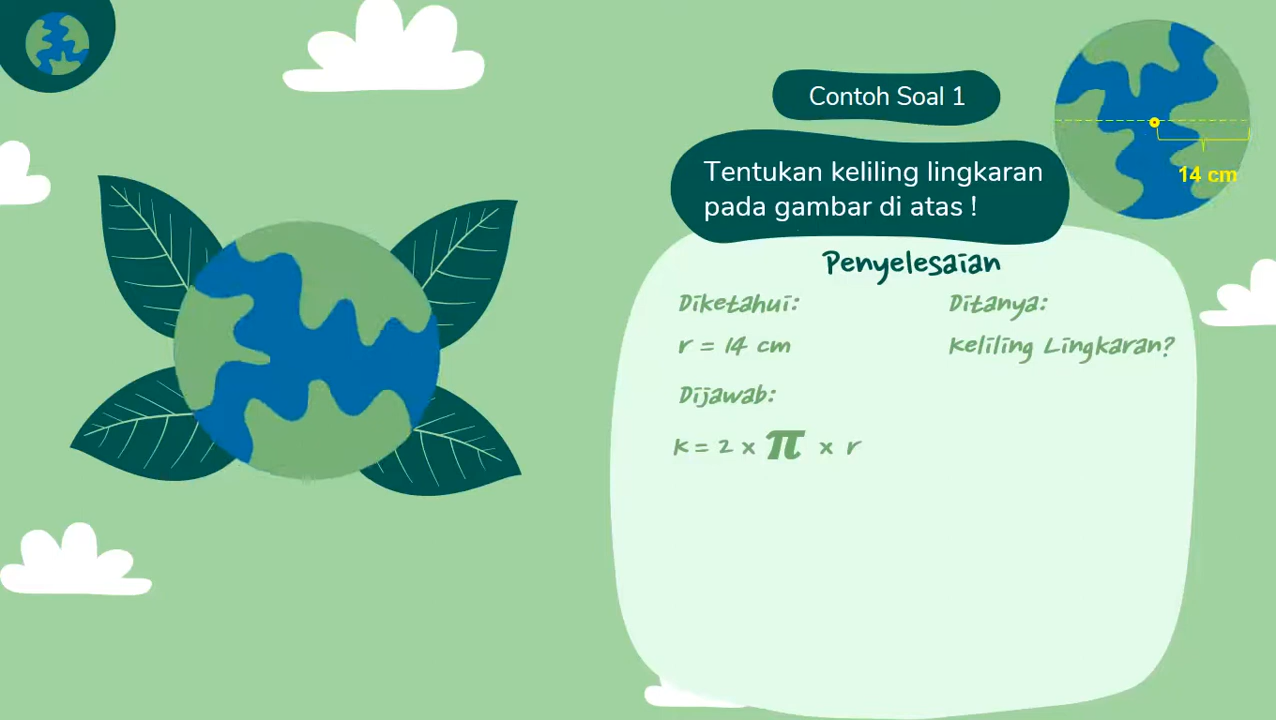 Contoh Soal 1
Tentukan keliling lingkaran
pada gambar di atas !
14 cm
Penyelesaian
Diketahui:
r = 14 cm
Ditanya:
Keliling Lingkaran?
Dijawab:
K = 2 x π x r